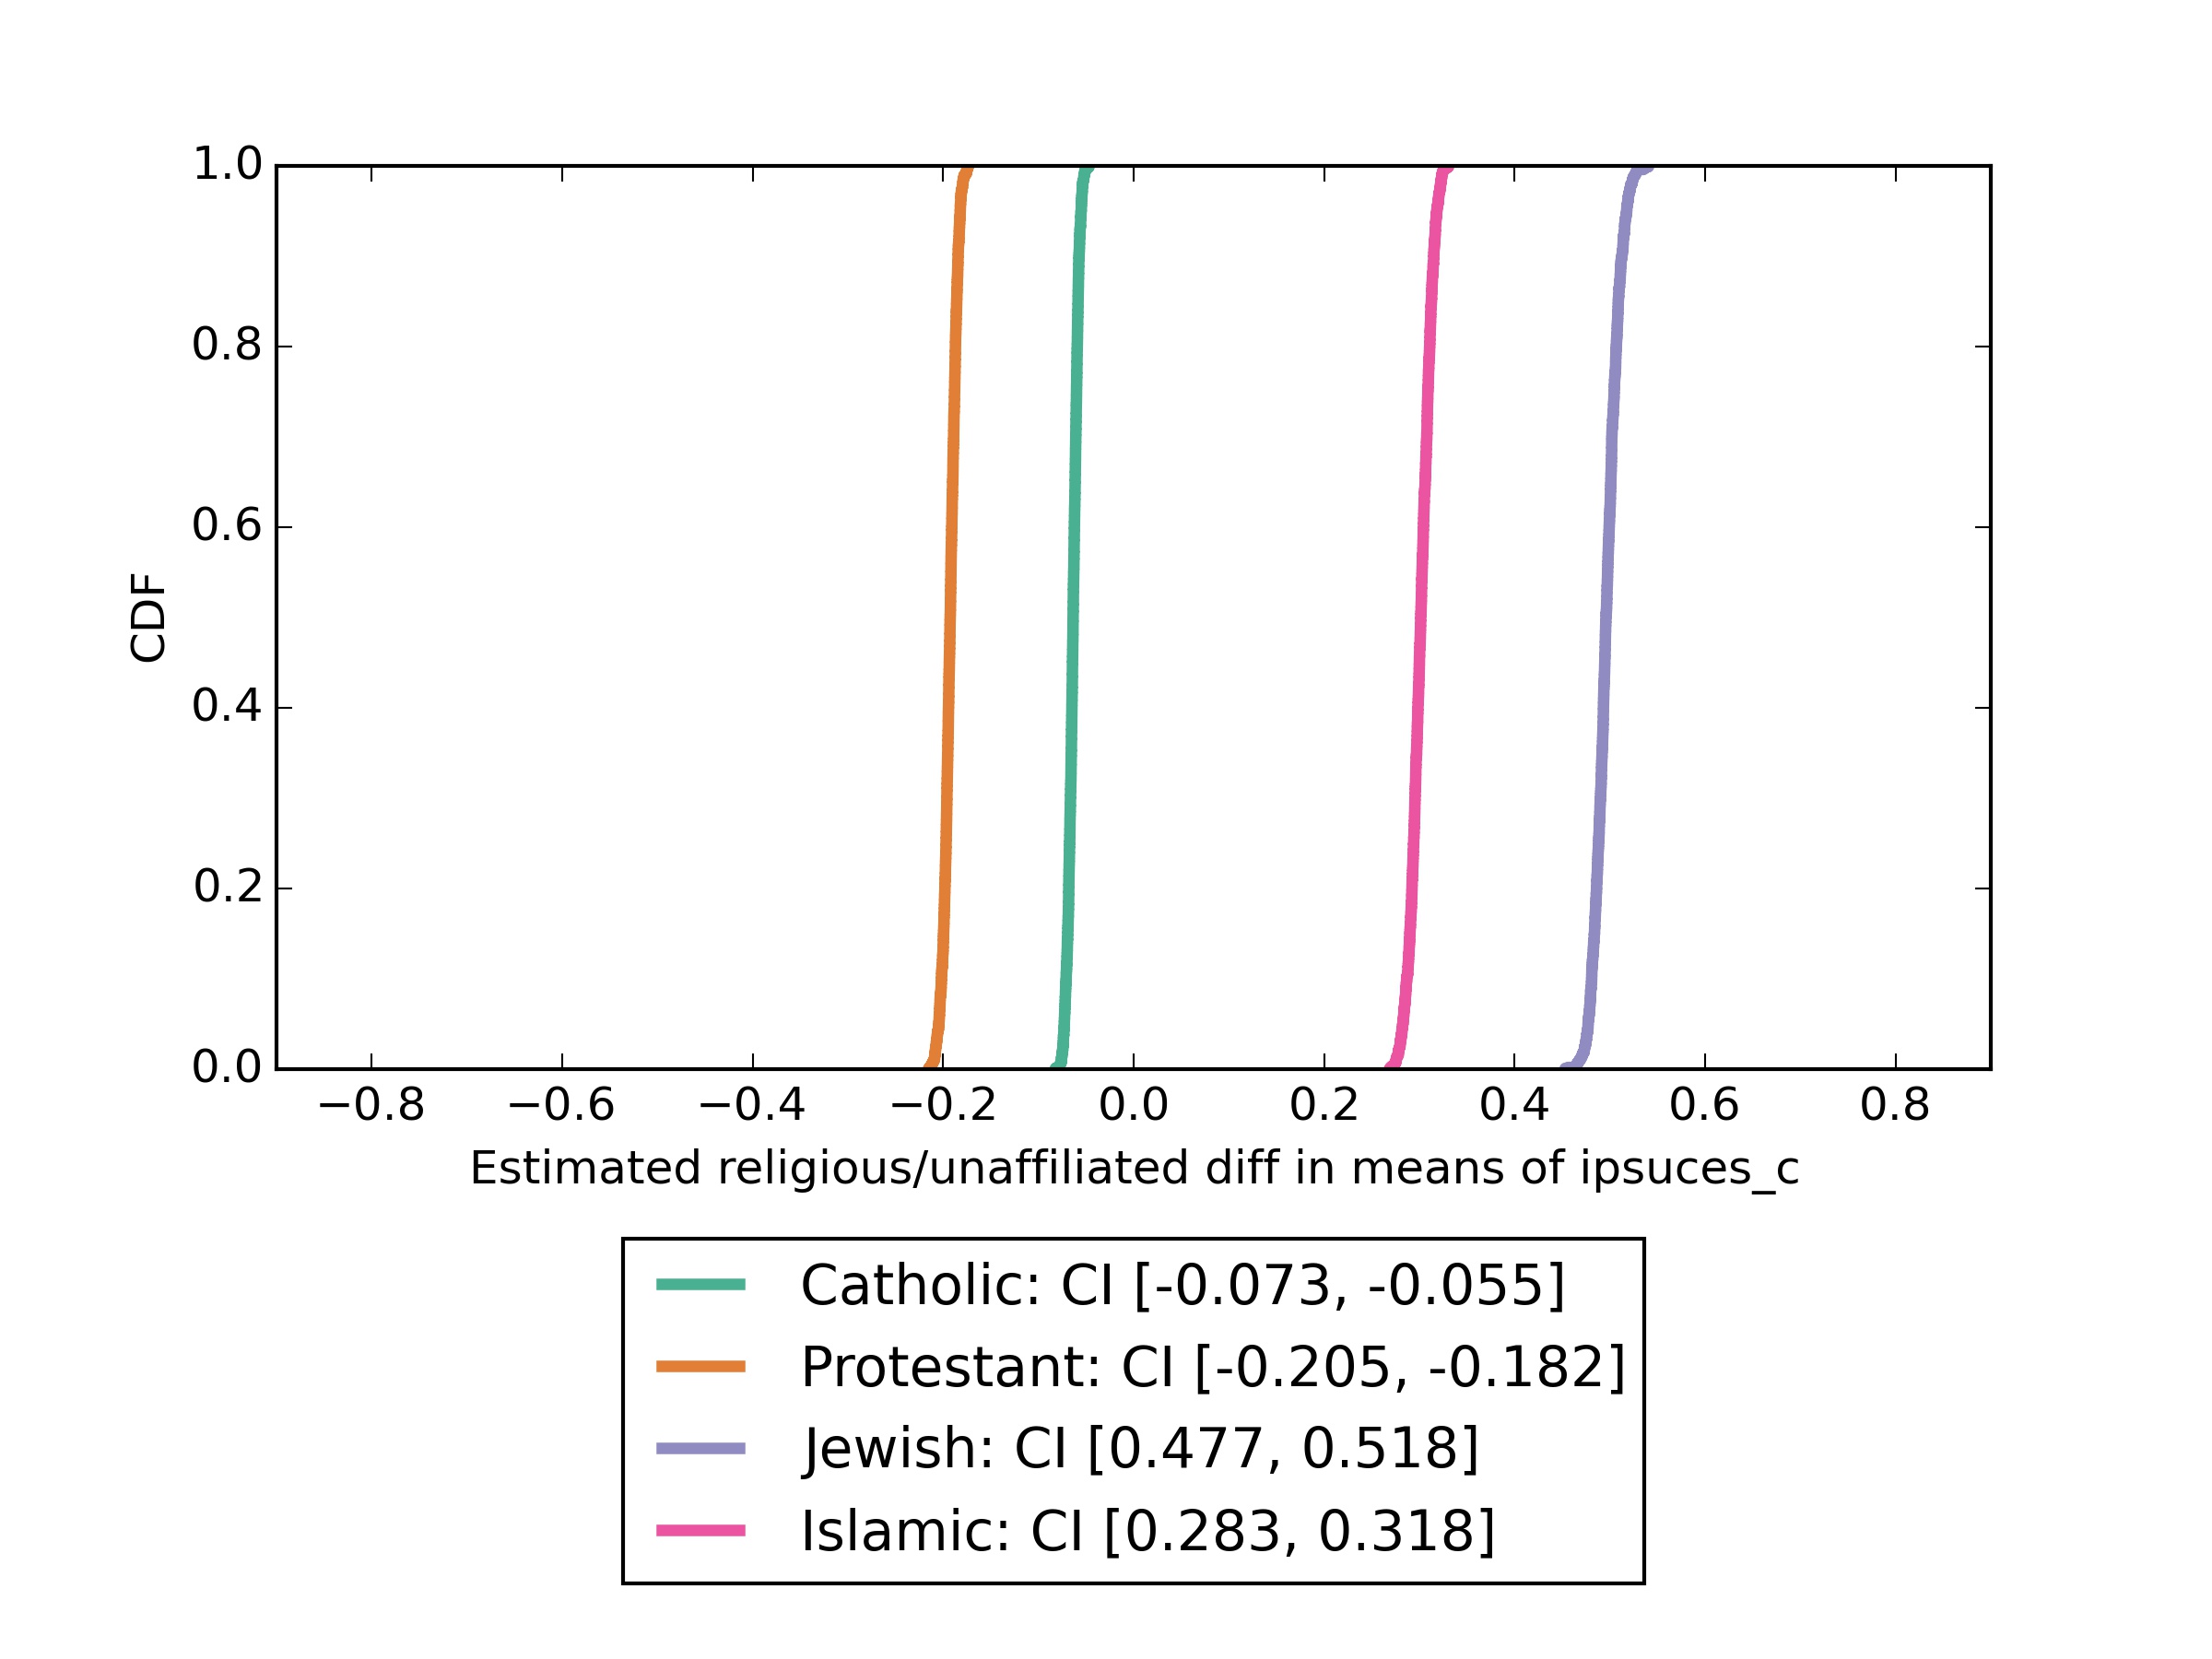 1.0
0.8
0.6
0.4
0.2
0.0
CDF
−0.8 −0.6 −0.4 −0.2 0.0 0.2 0.4 0.6 0.8
Estimated religious/unaffiliated diff in means of ipsuces_c
Catholic: CI [-0.073, -0.055]
Protestant: CI [-0.205, -0.182]
Jewish: CI [0.477, 0.518]
Islamic: CI [0.283, 0.318]